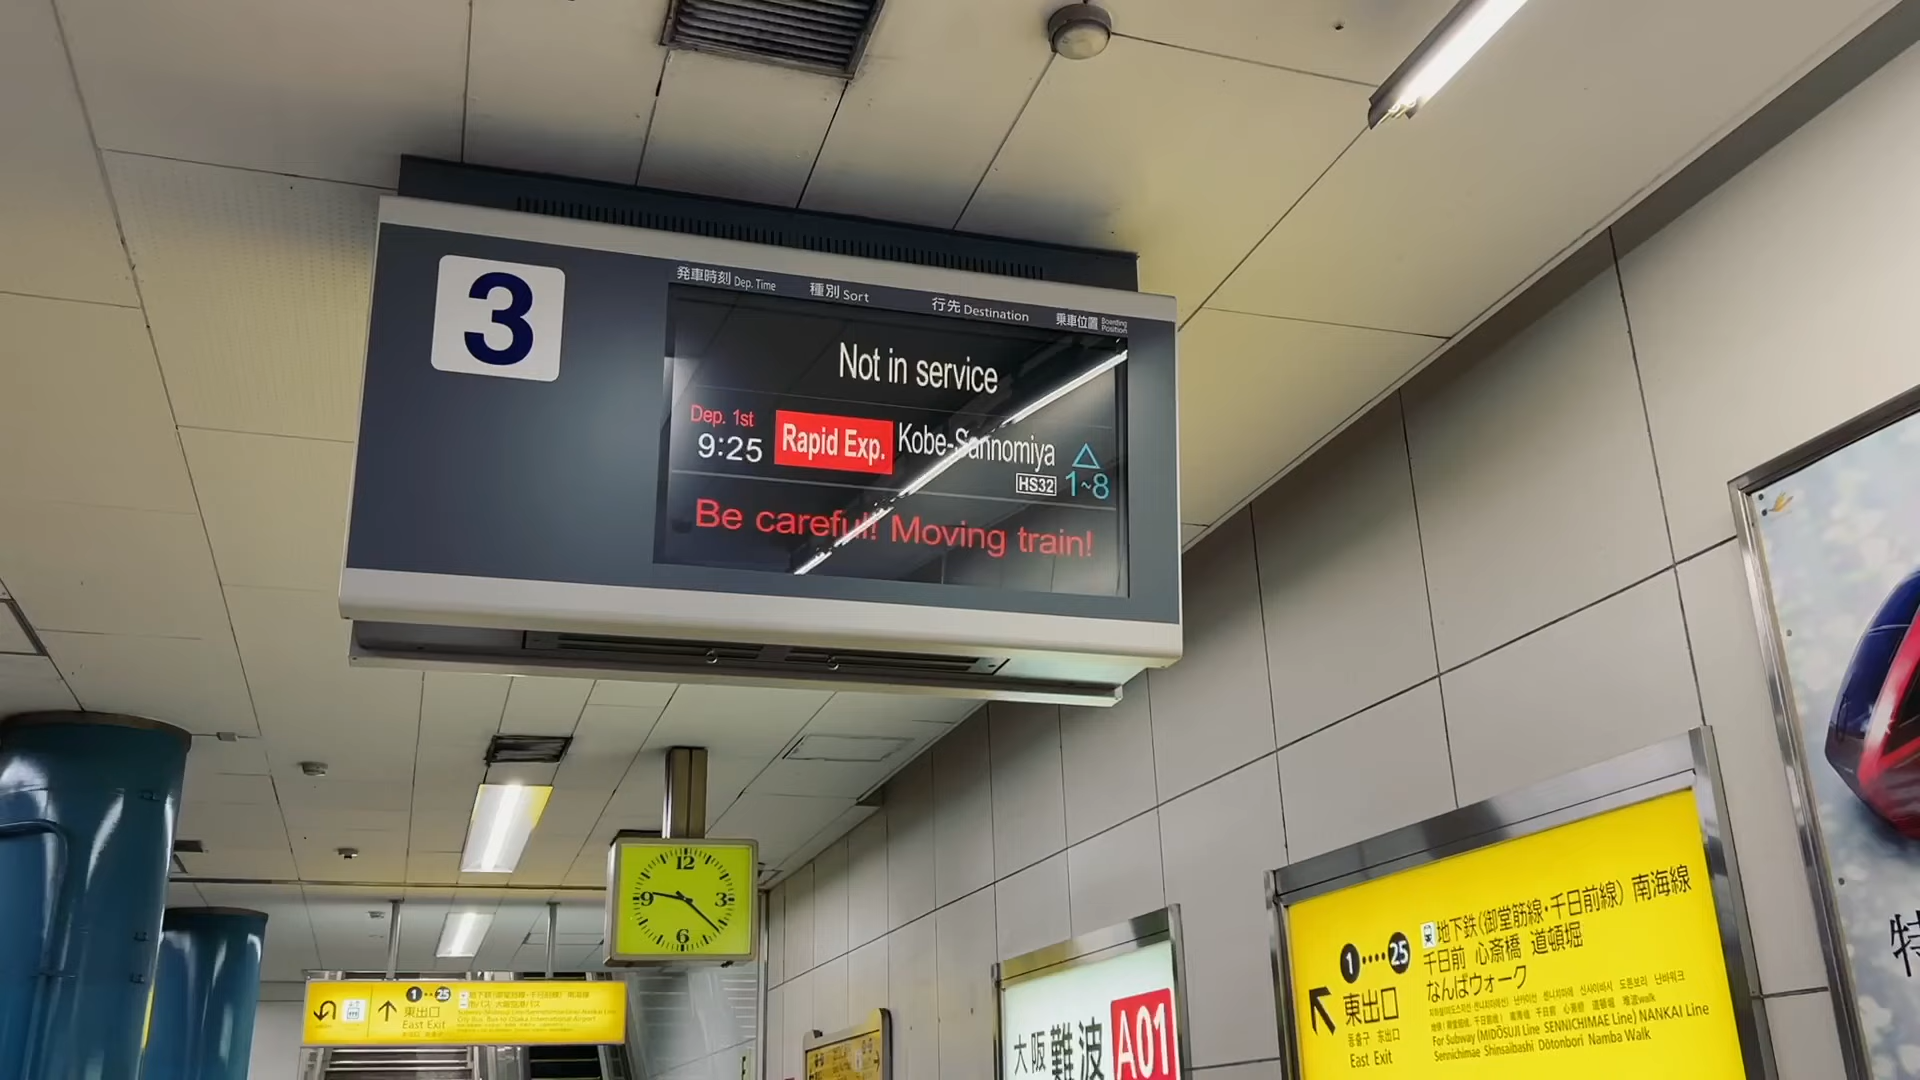 3
発車時刻 Dep. Time 種別 Sort 行先 Destination 乗車位置 Boarding Position
Not in service
Dep. 1st
9:25 Rapid Exp. Kobe-Sannomiya △
HS32 1~8
Be careful! Moving train!
12
9 3
6
1 25
東出口
East Exit
大阪難波 A01
1 25
東出口
East Exit
地下鉄(御堂筋線・千日前線) 南海線
千日前 心斎橋 道頓堀
なんばウォーク
For Subway (MIDŌSUJI Line SENNICHIMAE Line) NANKAI Line
Sennichimae Shinsaibashi Dōtonbori Namba Walk
特